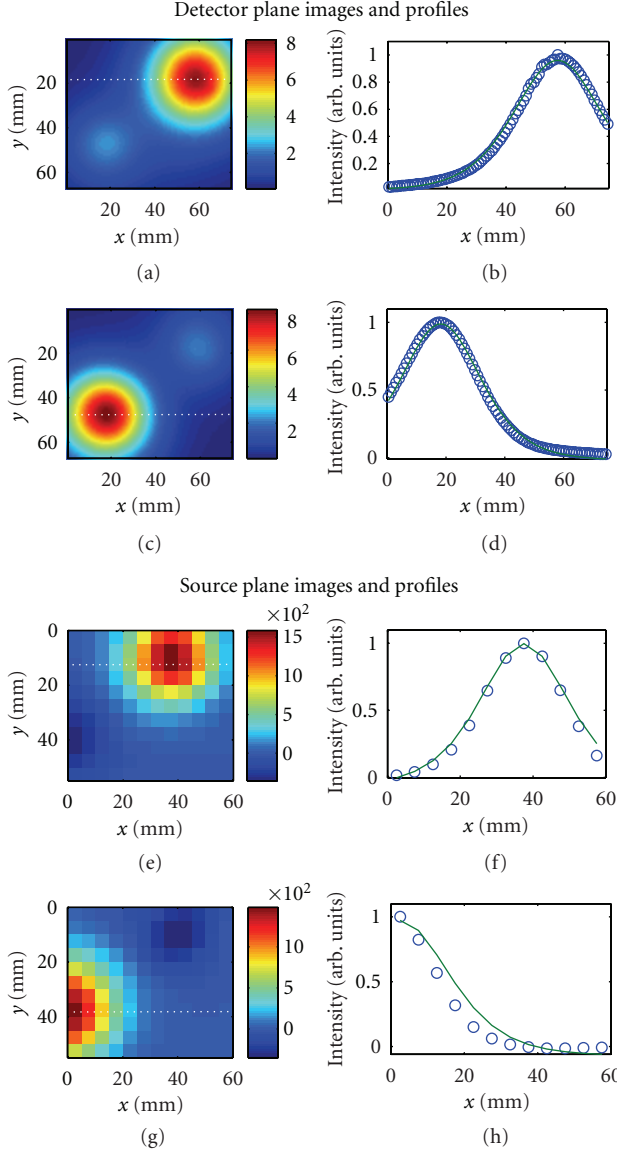 Detector plane images and profiles
8
6
4
2
20
40
60
y (mm)
20 40 60
x (mm)
(a)
1
0.8
0.6
0.4
0.2
Intensity (arb. units)
0 20 40 60
x (mm)
(b)
8
6
4
2
20
40
60
y (mm)
20 40 60
x (mm)
(c)
1
0.5
0
Intensity (arb. units)
0 20 40 60
x (mm)
(d)
Source plane images and profiles
×10²
15
10
5
0
0
20
40
y (mm)
0 20 40 60
x (mm)
(e)
1
0.5
0
Intensity (arb. units)
0 20 40 60
x (mm)
(f)
×10²
10
5
0
0
20
40
y (mm)
0 20 40 60
x (mm)
(g)
1
0.5
0
Intensity (arb. units)
0 20 40 60
x (mm)
(h)